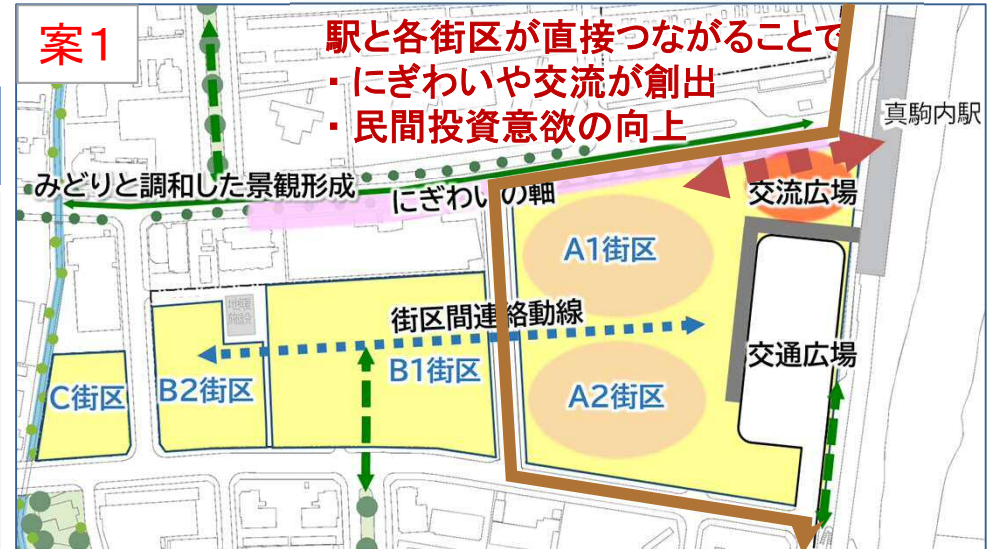 案1
駅と各街区が直接つながることで
・にぎわいや交流が創出
・民間投資意欲の向上
真駒内駅
みどりと調和した景観形成
にぎわいの軸
交流広場
A1街区
街区間連絡動線
交通広場
C街区
B2街区
B1街区
A2街区